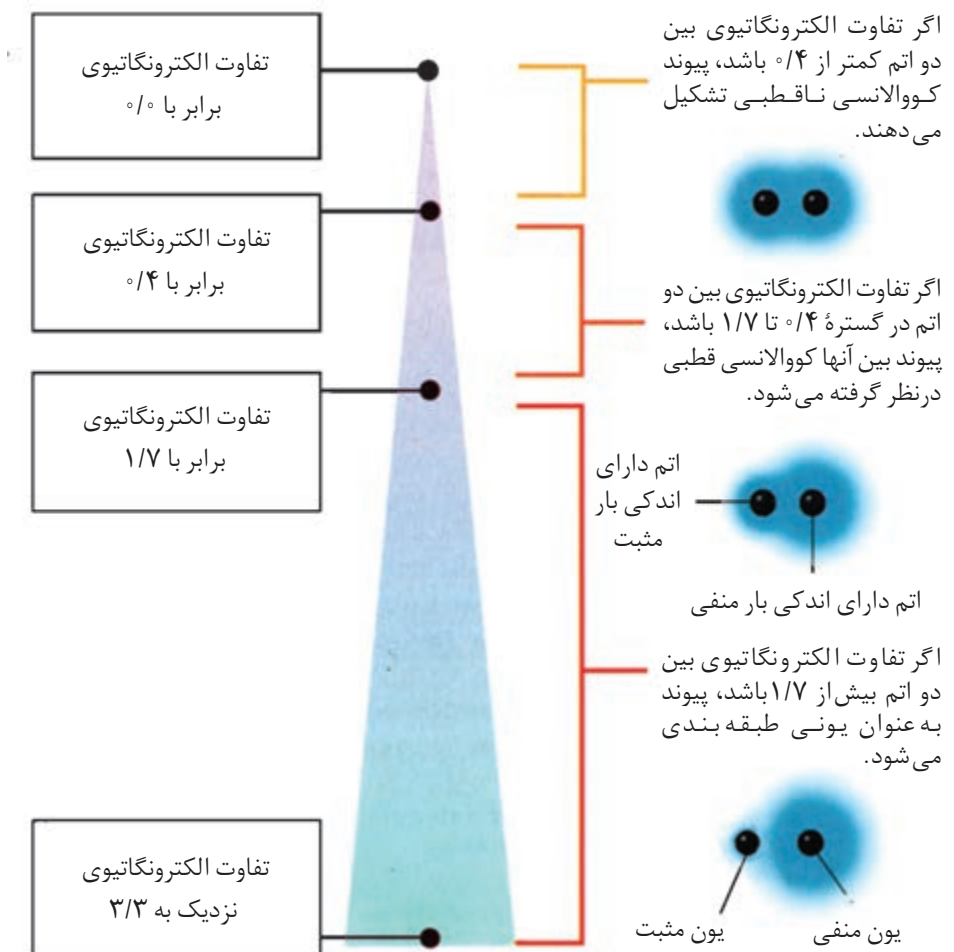 اگر تفاوت الکترونگاتیوی بین
دو اتم کمتر از ۰/۴ باشد، پیوند
کـووالانسـی نـاقـطبـی تشکیل
می‌دهند.
تفاوت الکترونگاتیوی
برابر با ۰/۰
تفاوت الکترونگاتیوی
برابر با ۰/۴
اگر تفاوت الکترونگاتیوی بین دو
اتم در گسترهٔ ۰/۴ تا ۱/۷ باشد،
پیوند بین آنها کووالانسی قطبی
درنظر گرفته می‌شود.
تفاوت الکترونگاتیوی
برابر با ۱/۷
اتم دارای
اندکی بار
مثبت
اتم دارای اندکی بار منفی
اگر تفاوت الکترونگاتیوی بین
دو اتم بیش از ۱/۷ باشد، پیوند
به عنوان یونی طبقه‌بندی
می‌شود.
تفاوت الکترونگاتیوی
نزدیک به ۳/۳
یون منفی
یون مثبت